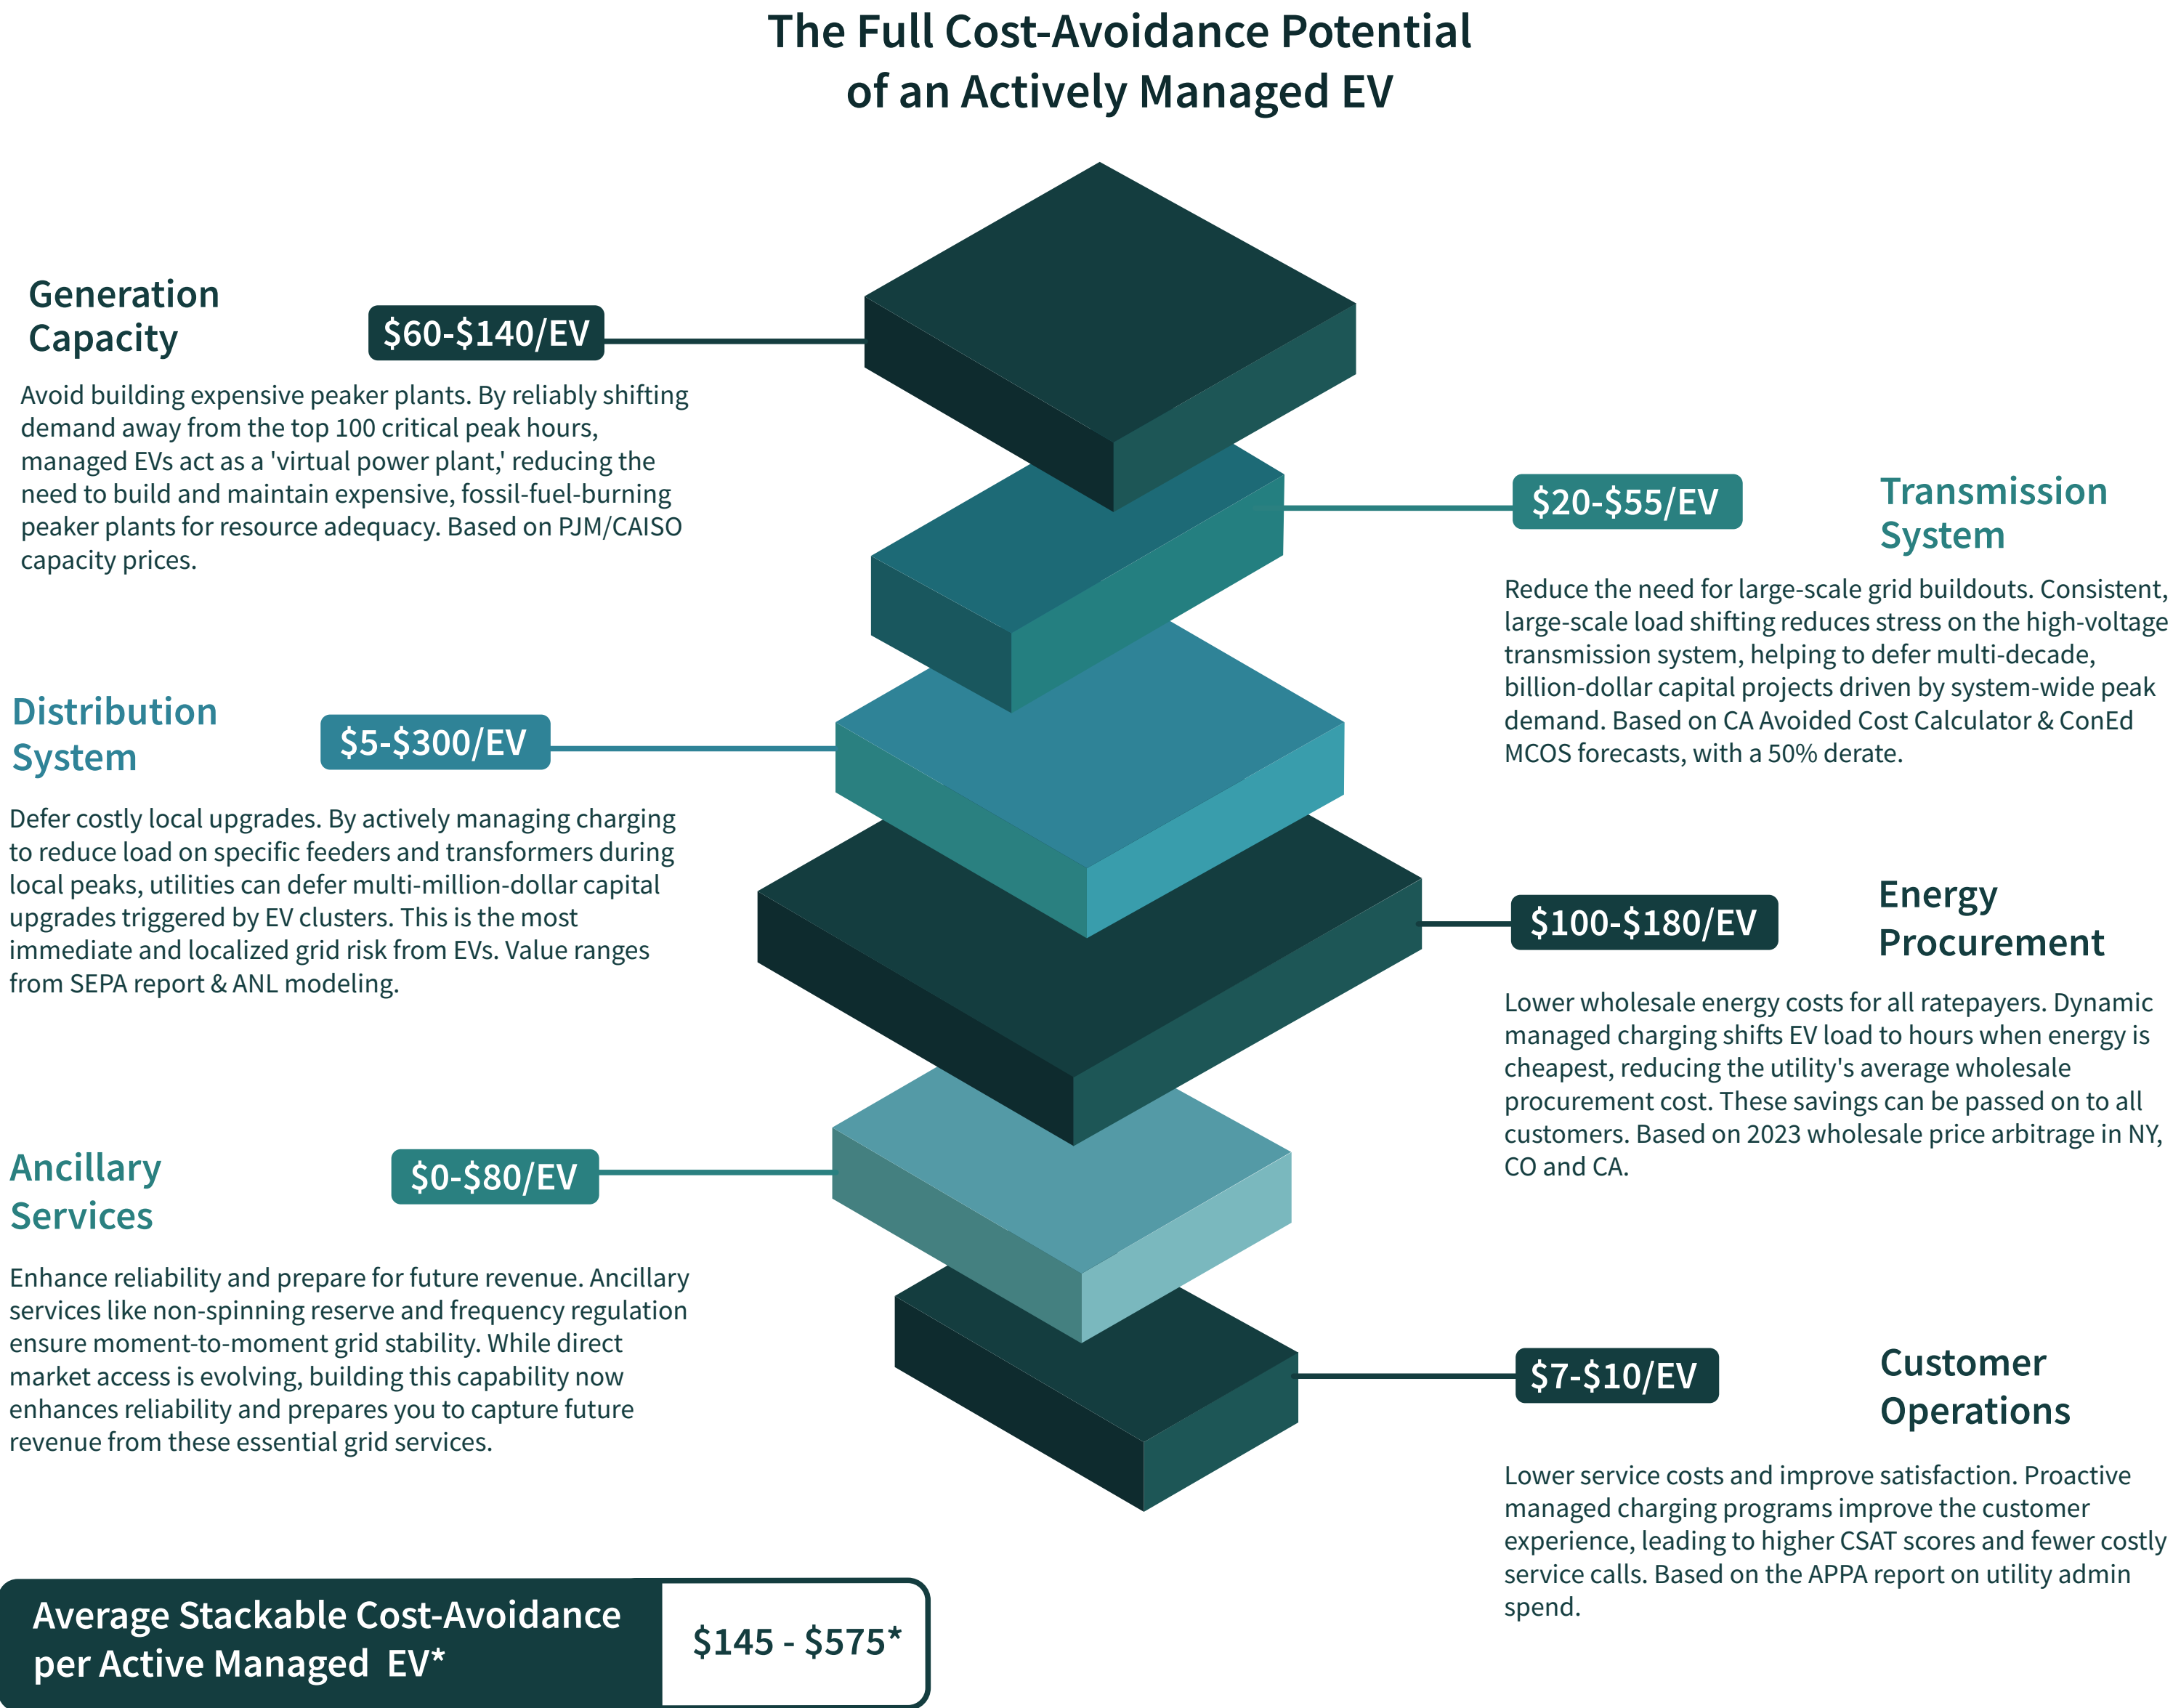 The Full Cost-Avoidance Potential
of an Actively Managed EV
Generation
Capacity
$60-$140/EV
Avoid building expensive peaker plants. By reliably shifting
demand away from the top 100 critical peak hours,
managed EVs act as a 'virtual power plant,' reducing the
need to build and maintain expensive, fossil-fuel-burning
peaker plants for resource adequacy. Based on PJM/CAISO
capacity prices.
$20-$55/EV
Transmission
System
Reduce the need for large-scale grid buildouts. Consistent,
large-scale load shifting reduces stress on the high-voltage
transmission system, helping to defer multi-decade,
billion-dollar capital projects driven by system-wide peak
demand. Based on CA Avoided Cost Calculator & ConEd
MCOS forecasts, with a 50% derate.
Distribution
System
$5-$300/EV
Defer costly local upgrades. By actively managing charging
to reduce load on specific feeders and transformers during
local peaks, utilities can defer multi-million-dollar capital
upgrades triggered by EV clusters. This is the most
immediate and localized grid risk from EVs. Value ranges
from SEPA report & ANL modeling.
$100-$180/EV
Energy
Procurement
Lower wholesale energy costs for all ratepayers. Dynamic
managed charging shifts EV load to hours when energy is
cheapest, reducing the utility's average wholesale
procurement cost. These savings can be passed on to all
customers. Based on 2023 wholesale price arbitrage in NY,
CO and CA.
Ancillary
Services
$0-$80/EV
Enhance reliability and prepare for future revenue. Ancillary
services like non-spinning reserve and frequency regulation
ensure moment-to-moment grid stability. While direct
market access is evolving, building this capability now
enhances reliability and prepares you to capture future
revenue from these essential grid services.
$7-$10/EV
Customer
Operations
Lower service costs and improve satisfaction. Proactive
managed charging programs improve the customer
experience, leading to higher CSAT scores and fewer costly
service calls. Based on the APPA report on utility admin
spend.
Average Stackable Cost-Avoidance
per Active Managed EV*
$145 - $575*